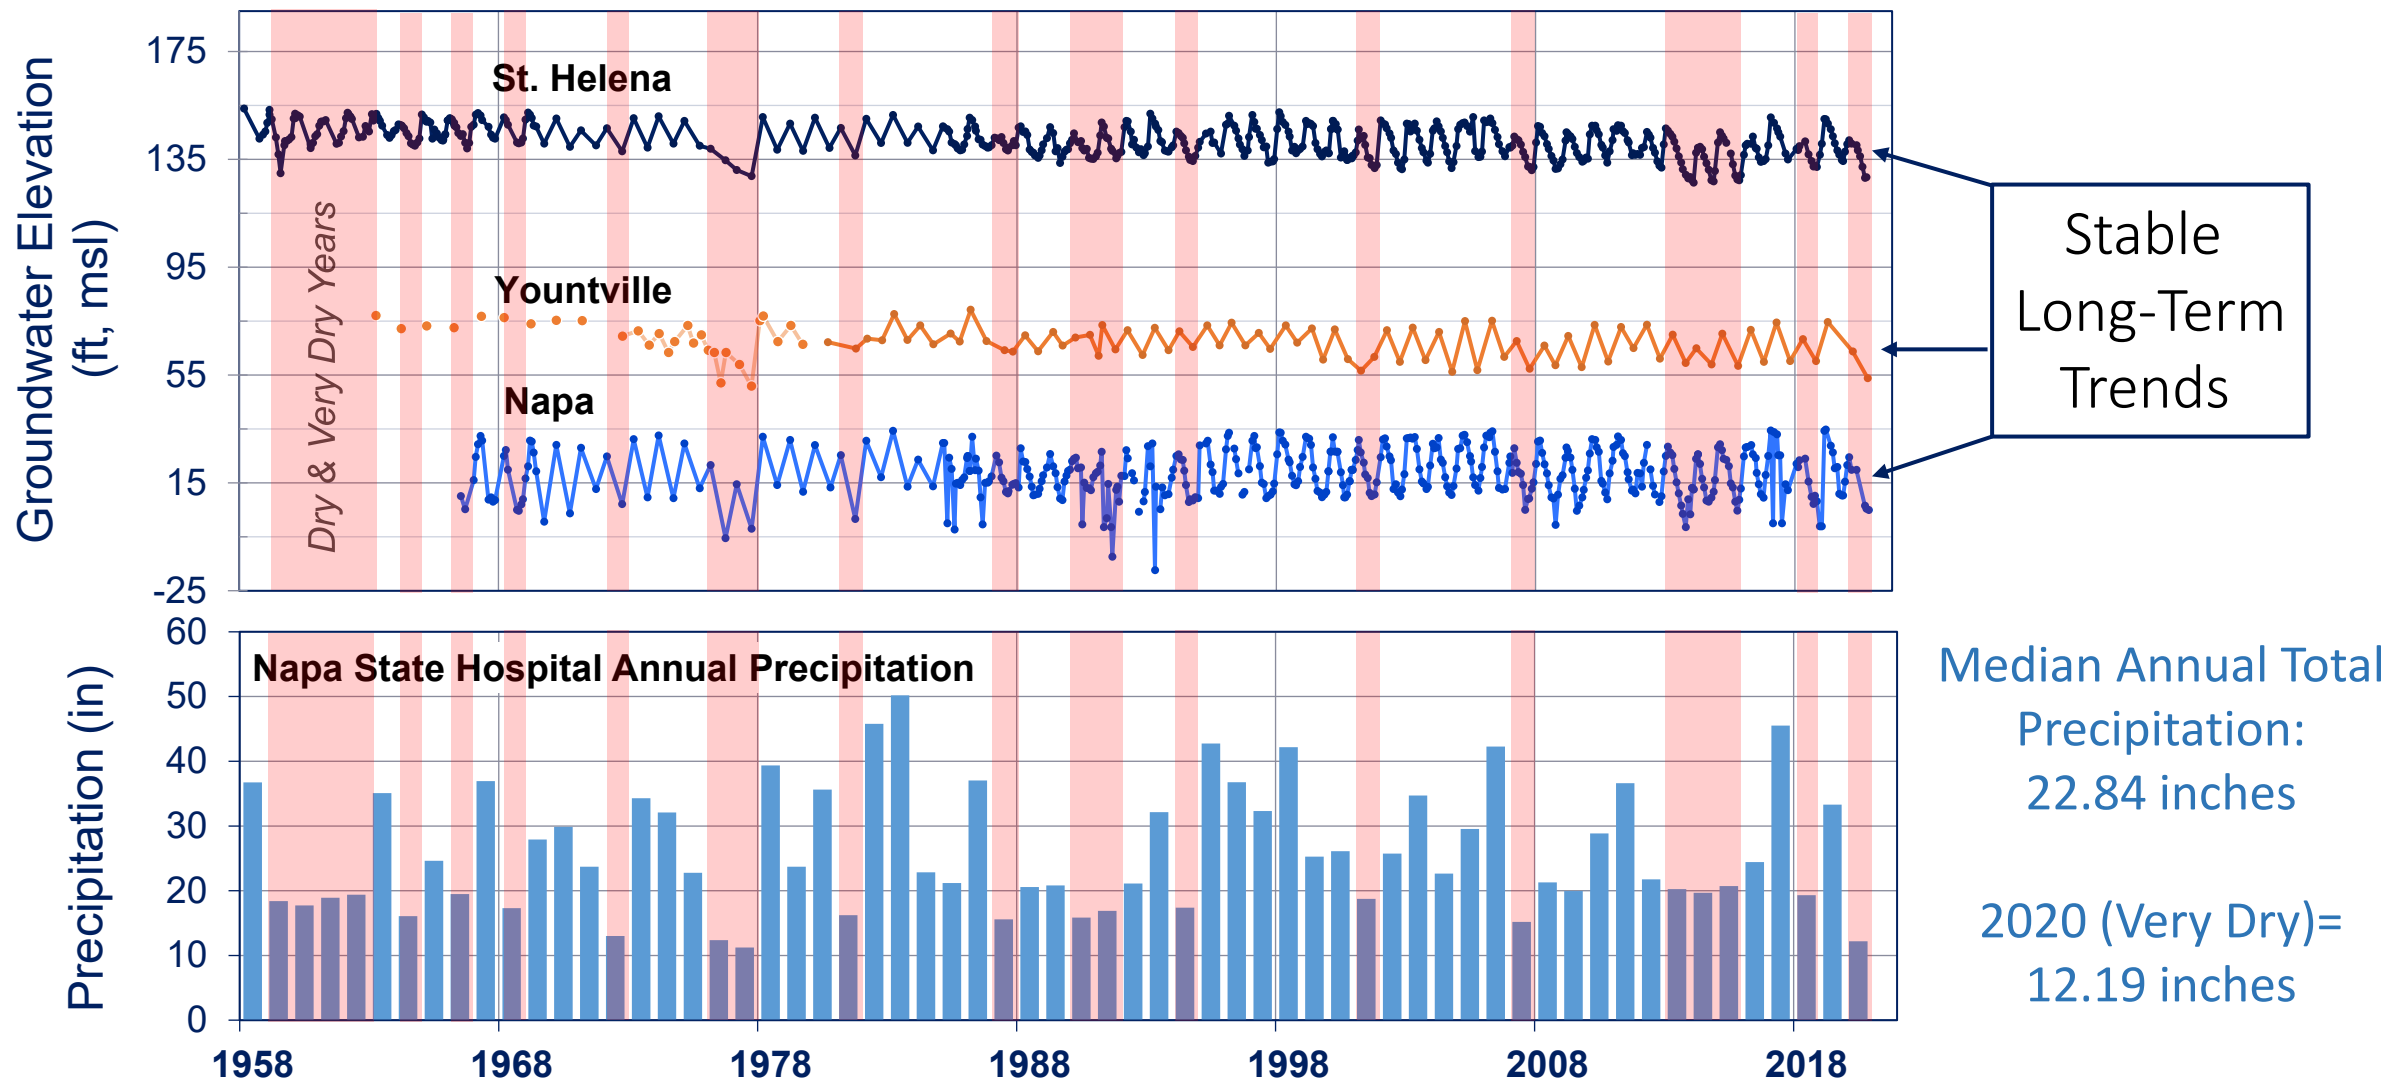 Groundwater Elevation
(ft, msl)
175
135
95
55
15
-25
St. Helena
Yountville
Napa
Dry & Very Dry Years
Stable
Long-Term
Trends
Precipitation (in)
60
50
40
30
20
10
0
Napa State Hospital Annual Precipitation
1958
1968
1978
1988
1998
2008
2018
Median Annual Total
Precipitation:
22.84 inches
2020 (Very Dry)=
12.19 inches